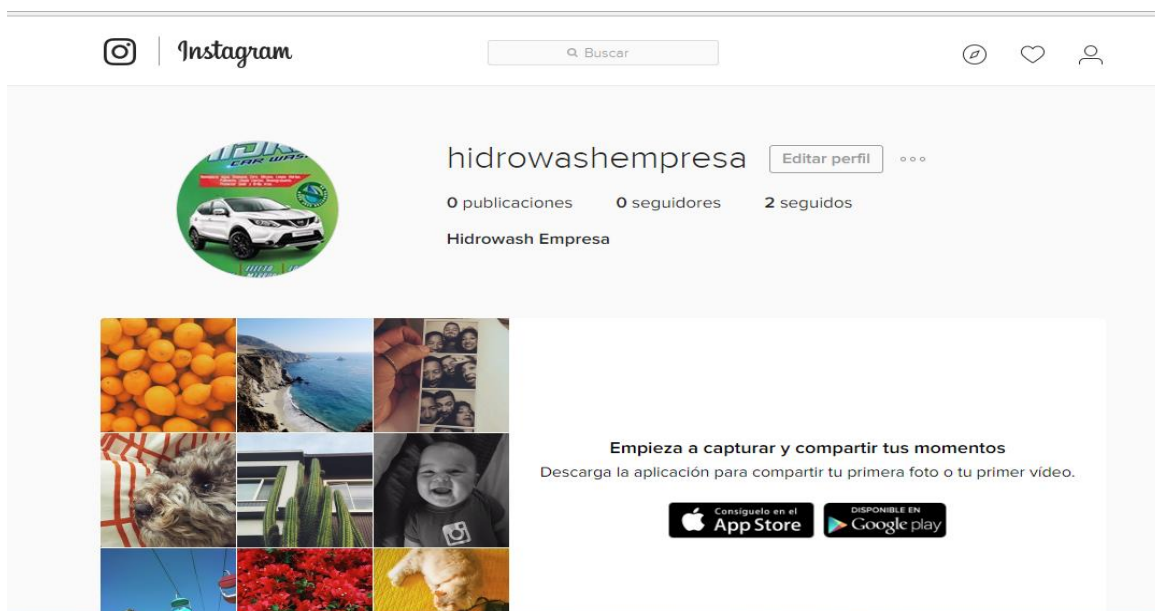 Instagram
Buscar
hidrowashempresa
Editar perfil
0 publicaciones 0 seguidores 2 seguidos
Hidrowash Empresa
CAR WASH
Empieza a capturar y compartir tus momentos
Descarga la aplicación para compartir tu primera foto o tu primer vídeo.
Consíguelo en el
App Store
DISPONIBLE EN
Google play